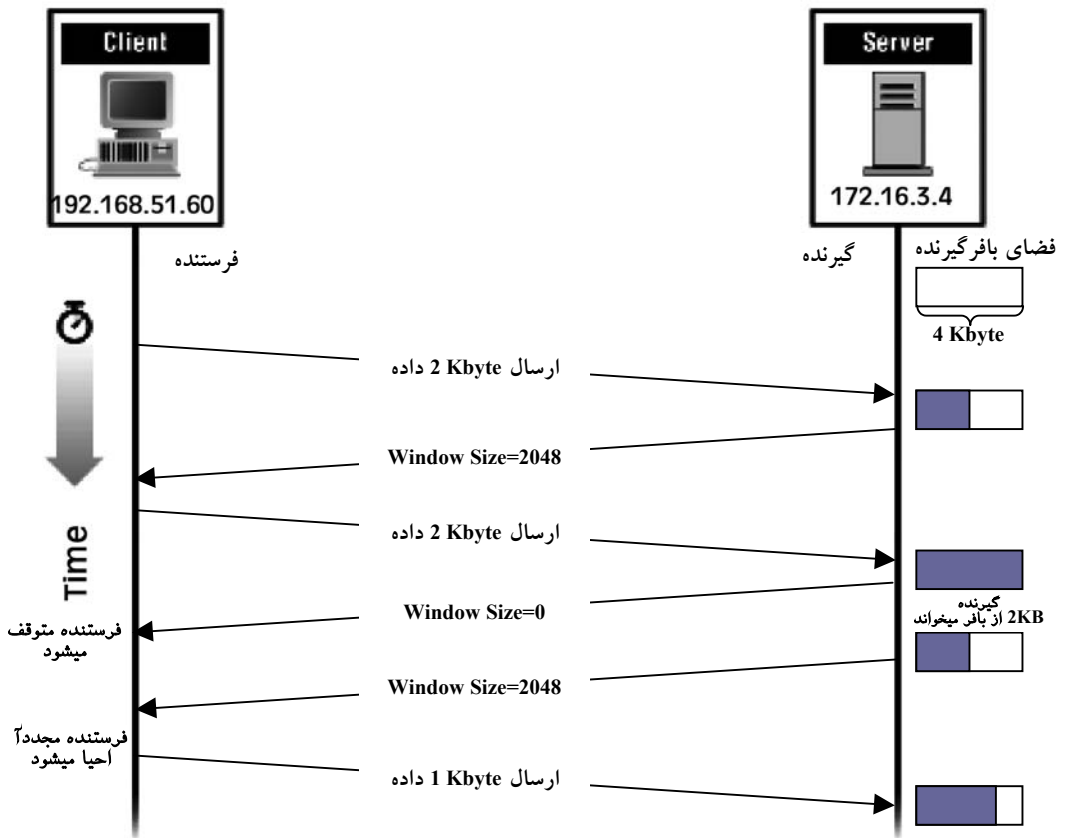 Client
192.168.51.60
Server
172.16.3.4
فرستنده
گیرنده
فضای بافرگیرنده
4 Kbyte
ارسال 2 Kbyte داده
Window Size=2048
ارسال 2 Kbyte داده
Time
Window Size=0
گیرنده
2KB از بافر میخواند
فرستنده متوقف
میشود
Window Size=2048
فرستنده مجدداً
احیا میشود
ارسال 1 Kbyte داده